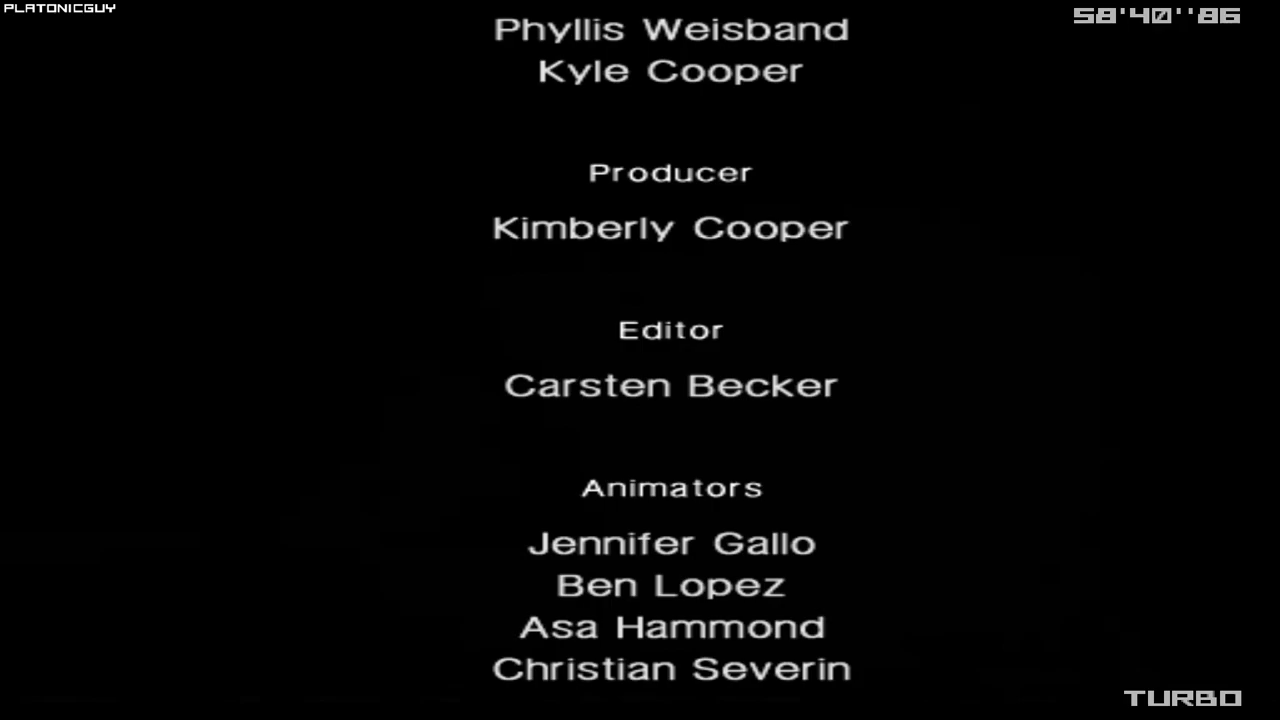 PLATONICGUY
58'40''86
Phyllis Weisband
Kyle Cooper
Producer
Kimberly Cooper
Editor
Carsten Becker
Animators
Jennifer Gallo
Ben Lopez
Asa Hammond
Christian Severin
TURBO